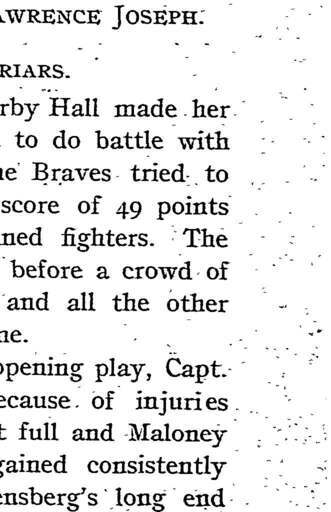 AWRENCE JOSEPH.
RIARS.
rby Hall made her
to do battle with
ne Braves tried to
score of 49 points
ned fighters. The
before a crowd of
and all the other
ne.
opening play, Capt.
ecause of injuries
t full and Maloney
gained consistently
ensberg's long end